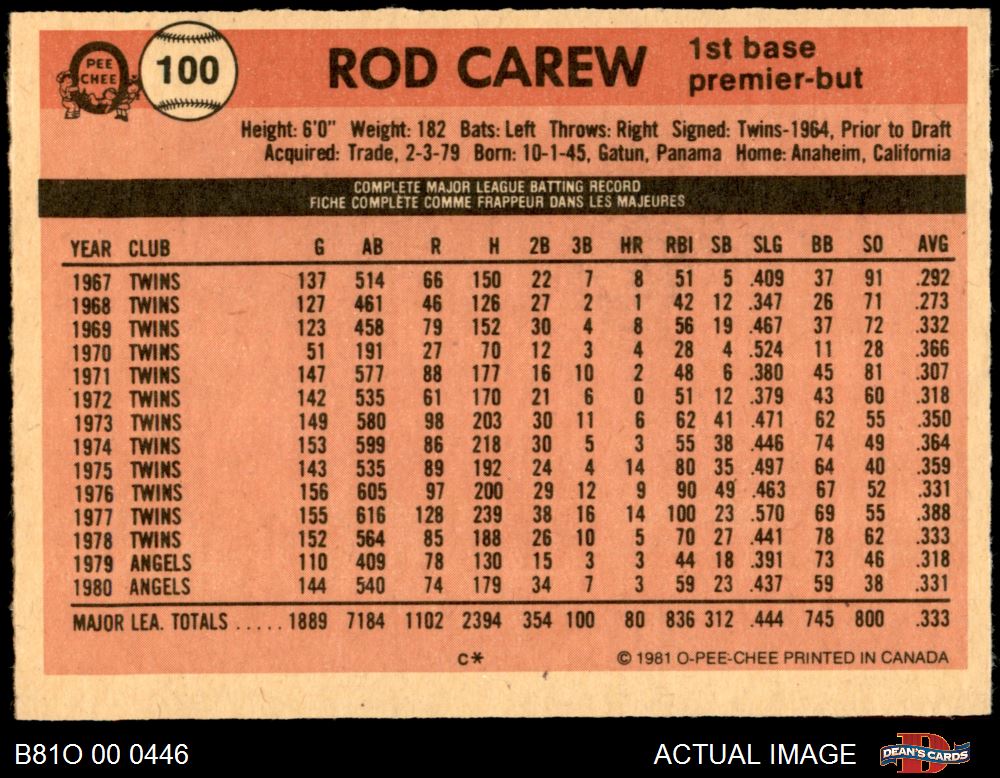 O
PEE
CHEE
100
ROD CAREW
1st base
premier-but
Height: 6'0" Weight: 182 Bats: Left Throws: Right Signed: Twins-1964, Prior to Draft
Acquired: Trade, 2-3-79 Born: 10-1-45, Gatun, Panama Home: Anaheim, California
COMPLETE MAJOR LEAGUE BATTING RECORD
FICHE COMPLÈTE COMME FRAPPEUR DANS LES MAJEURES
YEAR CLUB G AB R H 2B 3B HR RBI SB SLG BB SO AVG
1967 TWINS 137 514 66 150 22 7 8 51 5 .409 37 91 .292
1968 TWINS 127 461 46 126 27 2 1 42 12 .347 26 71 .273
1969 TWINS 123 458 79 152 30 4 8 56 19 .467 37 72 .332
1970 TWINS 51 191 27 70 12 3 4 28 4 .524 11 28 .366
1971 TWINS 147 577 88 177 16 10 2 48 6 .380 45 81 .307
1972 TWINS 142 535 61 170 21 6 0 51 12 .379 43 60 .318
1973 TWINS 149 580 98 203 30 11 6 62 41 .471 62 55 .350
1974 TWINS 153 599 86 218 30 5 3 55 38 .446 74 49 .364
1975 TWINS 143 535 89 192 24 4 14 80 35 .497 64 40 .359
1976 TWINS 156 605 97 200 29 12 9 90 49 .463 67 52 .331
1977 TWINS 155 616 128 239 38 16 14 100 23 .570 69 55 .388
1978 TWINS 152 564 85 188 26 10 5 70 27 .441 78 62 .333
1979 ANGELS 110 409 78 130 15 3 3 44 18 .391 73 46 .318
1980 ANGELS 144 540 74 179 34 7 3 59 23 .437 59 38 .331
MAJOR LEA. TOTALS ..... 1889 7184 1102 2394 354 100 80 836 312 .444 745 800 .333
C* © 1981 O-PEE-CHEE PRINTED IN CANADA
B81O 00 0446
ACTUAL IMAGE
D
DEAN'S CARDS